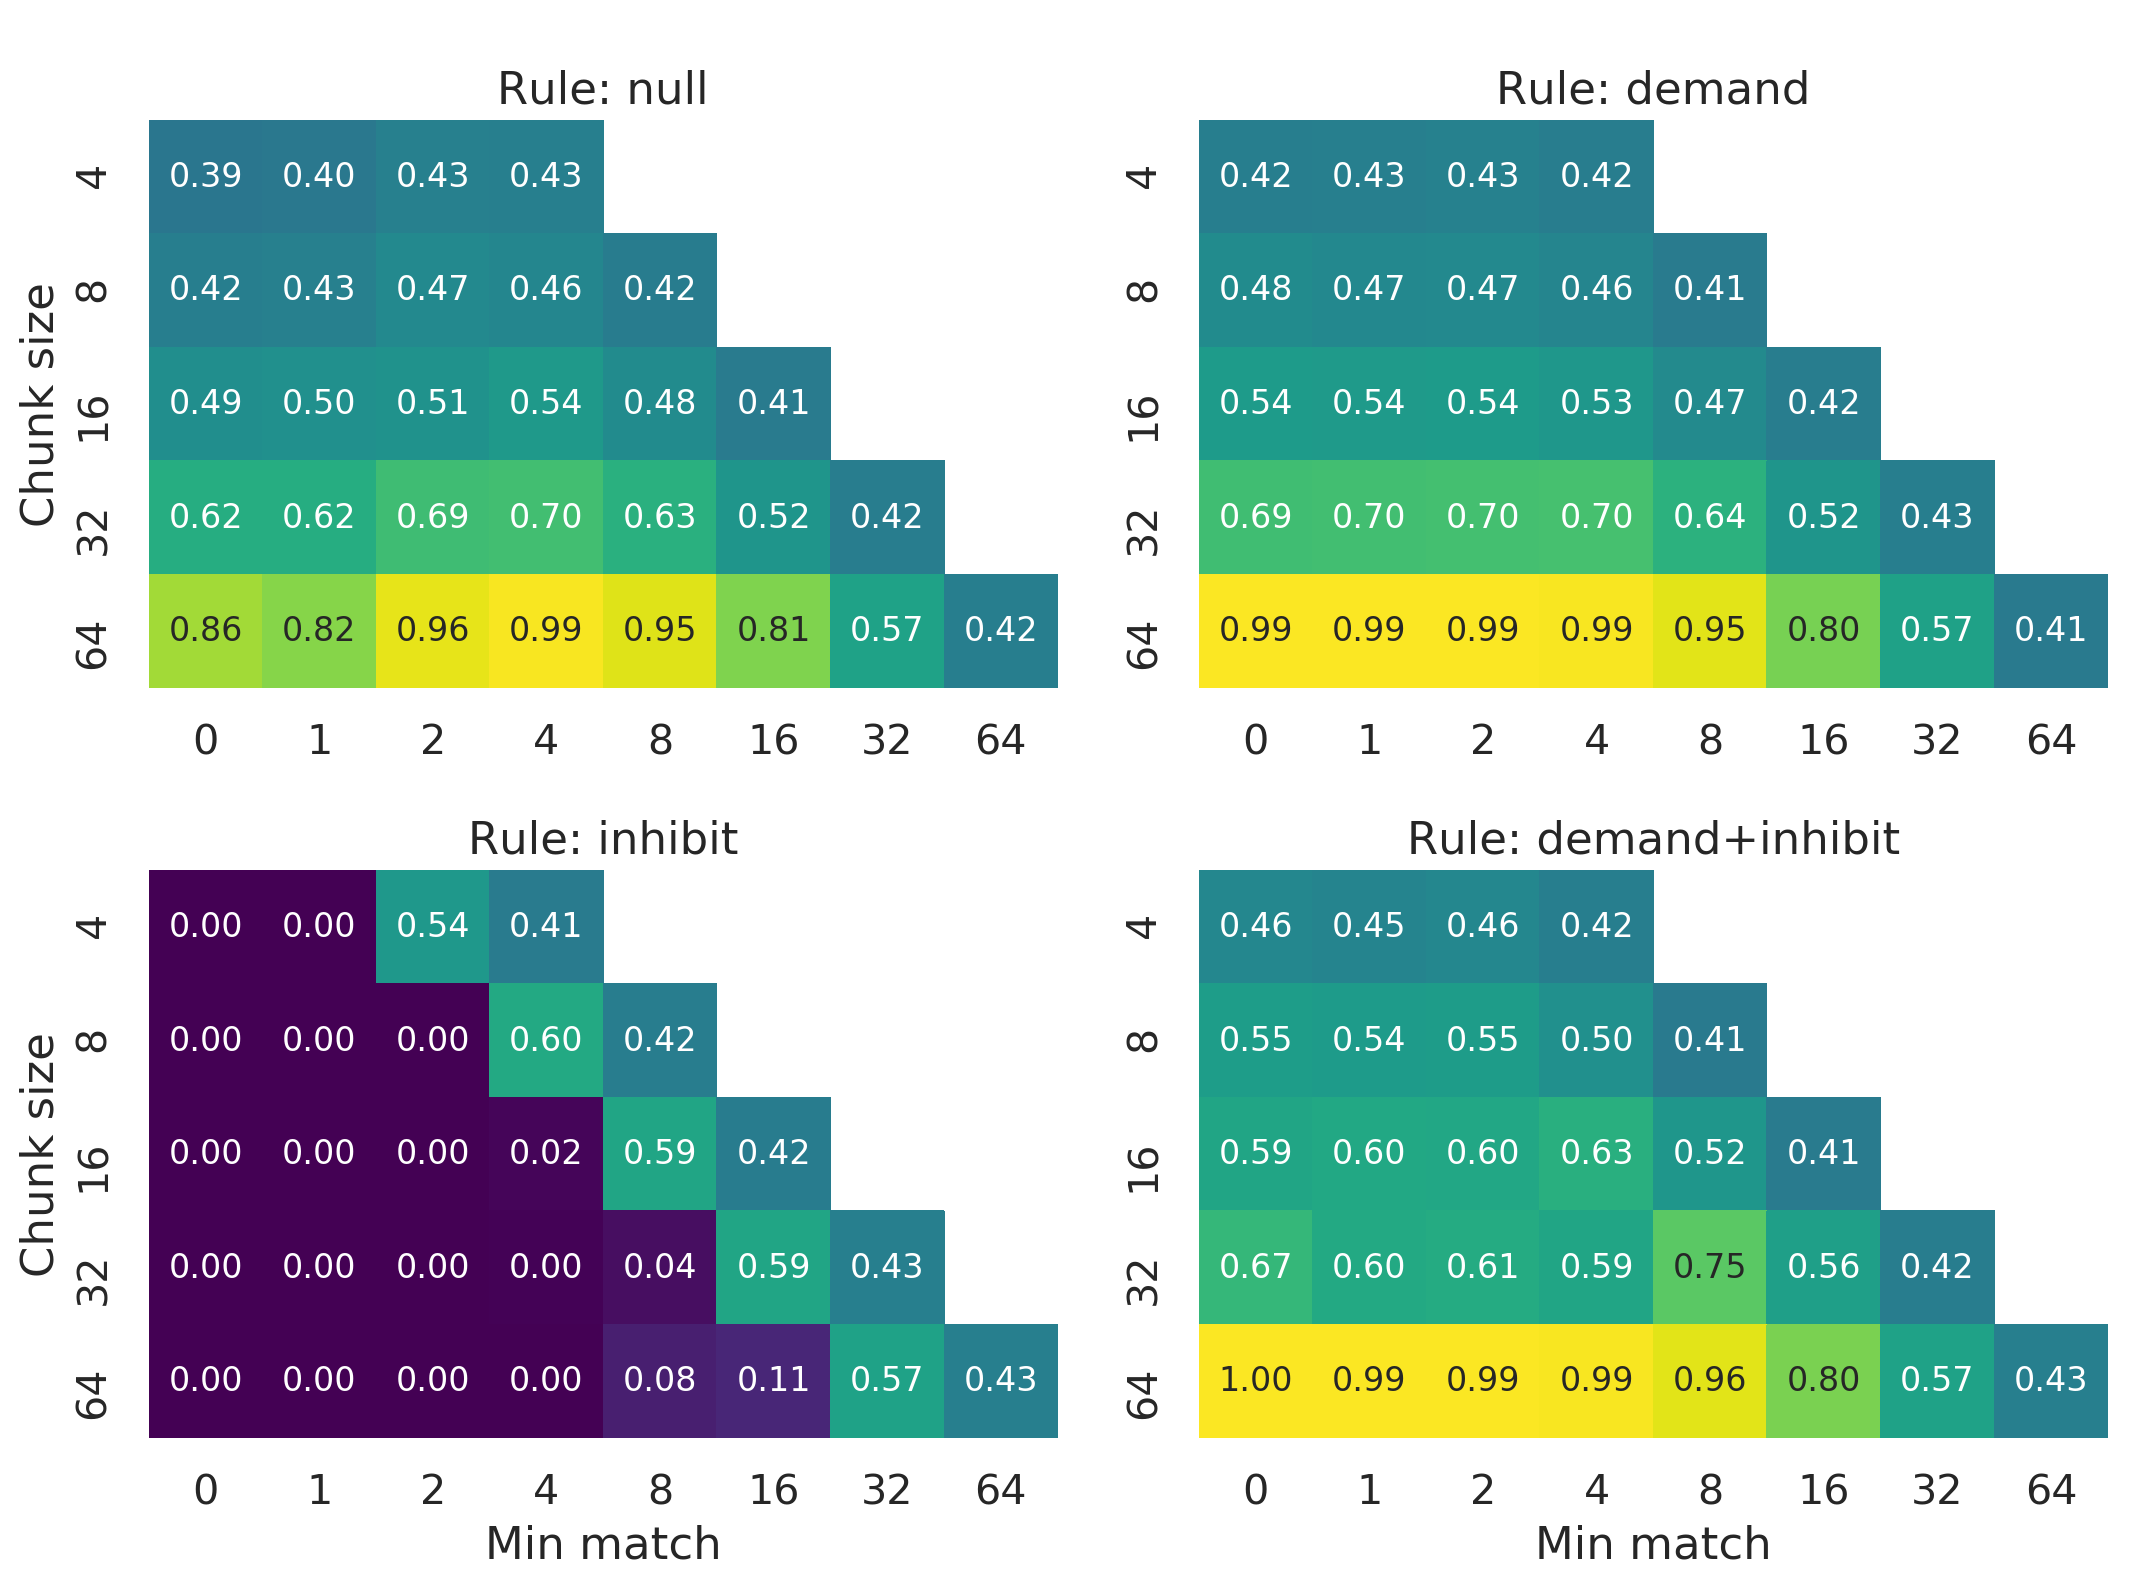 Rule: null
4 0.39 0.40 0.43 0.43
8 0.42 0.43 0.47 0.46 0.42
16 0.49 0.50 0.51 0.54 0.48 0.41
32 0.62 0.62 0.69 0.70 0.63 0.52 0.42
64 0.86 0.82 0.96 0.99 0.95 0.81 0.57 0.42
0 1 2 4 8 16 32 64
Chunk size
Rule: demand
4 0.42 0.43 0.43 0.42
8 0.48 0.47 0.47 0.46 0.41
16 0.54 0.54 0.54 0.53 0.47 0.42
32 0.69 0.70 0.70 0.70 0.64 0.52 0.43
64 0.99 0.99 0.99 0.99 0.95 0.80 0.57 0.41
0 1 2 4 8 16 32 64
Rule: inhibit
4 0.00 0.00 0.54 0.41
8 0.00 0.00 0.00 0.60 0.42
16 0.00 0.00 0.00 0.02 0.59 0.42
32 0.00 0.00 0.00 0.00 0.04 0.59 0.43
64 0.00 0.00 0.00 0.00 0.08 0.11 0.57 0.43
0 1 2 4 8 16 32 64
Chunk size
Min match
Rule: demand+inhibit
4 0.46 0.45 0.46 0.42
8 0.55 0.54 0.55 0.50 0.41
16 0.59 0.60 0.60 0.63 0.52 0.41
32 0.67 0.60 0.61 0.59 0.75 0.56 0.42
64 1.00 0.99 0.99 0.99 0.96 0.80 0.57 0.43
0 1 2 4 8 16 32 64
Min match